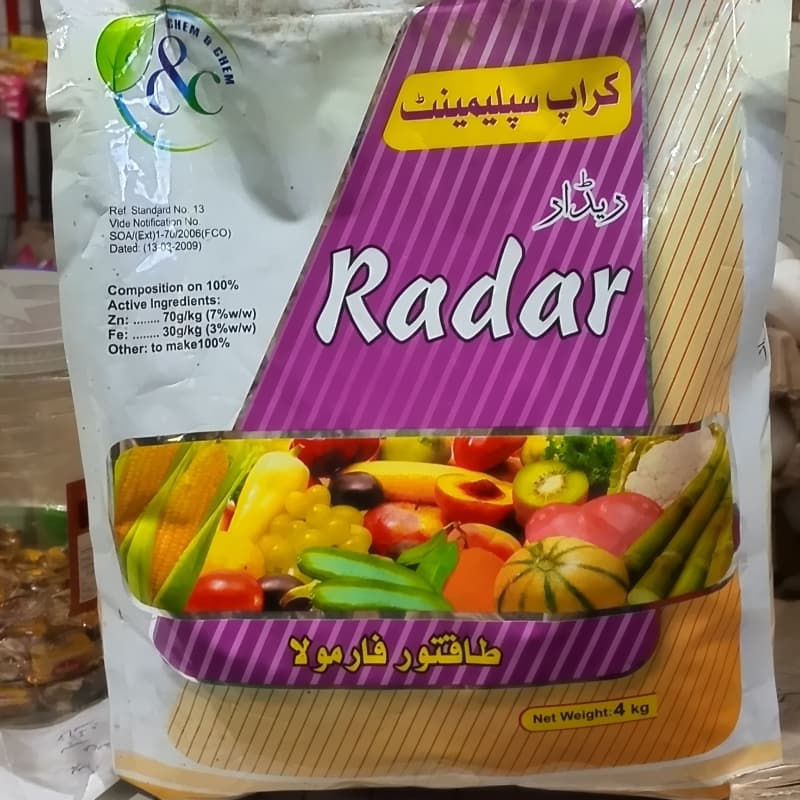 CHEM & CHEM
&c
کراپ سپلیمینٹ
ریڈار
Radar
Ref. Standard No. 13
Vide Notification No.
SOA/(Ext)1-70/2006(FCO)
Dated: (13-03-2009)
Composition on 100%
Active Ingredients:
Zn: ........ 70g/kg (7%w/w)
Fe: ........ 30g/kg (3%w/w)
Other: to make100%
طاقتور فارمولا
Net Weight: 4 kg